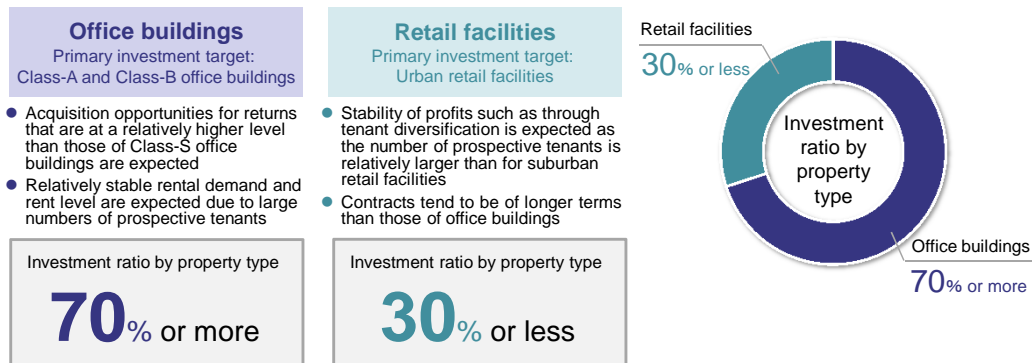 Office buildings
Primary investment target:
Class-A and Class-B office buildings
● Acquisition opportunities for returns
that are at a relatively higher level
than those of Class-S office
buildings are expected
● Relatively stable rental demand and
rent level are expected due to large
numbers of prospective tenants
Investment ratio by property type
70% or more
Retail facilities
Primary investment target:
Urban retail facilities
● Stability of profits such as through
tenant diversification is expected as
the number of prospective tenants is
relatively larger than for suburban
retail facilities
● Contracts tend to be of longer terms
than those of office buildings
Investment ratio by property type
30% or less
Retail facilities
30% or less
Investment
ratio by
property
type
Office buildings
70% or more